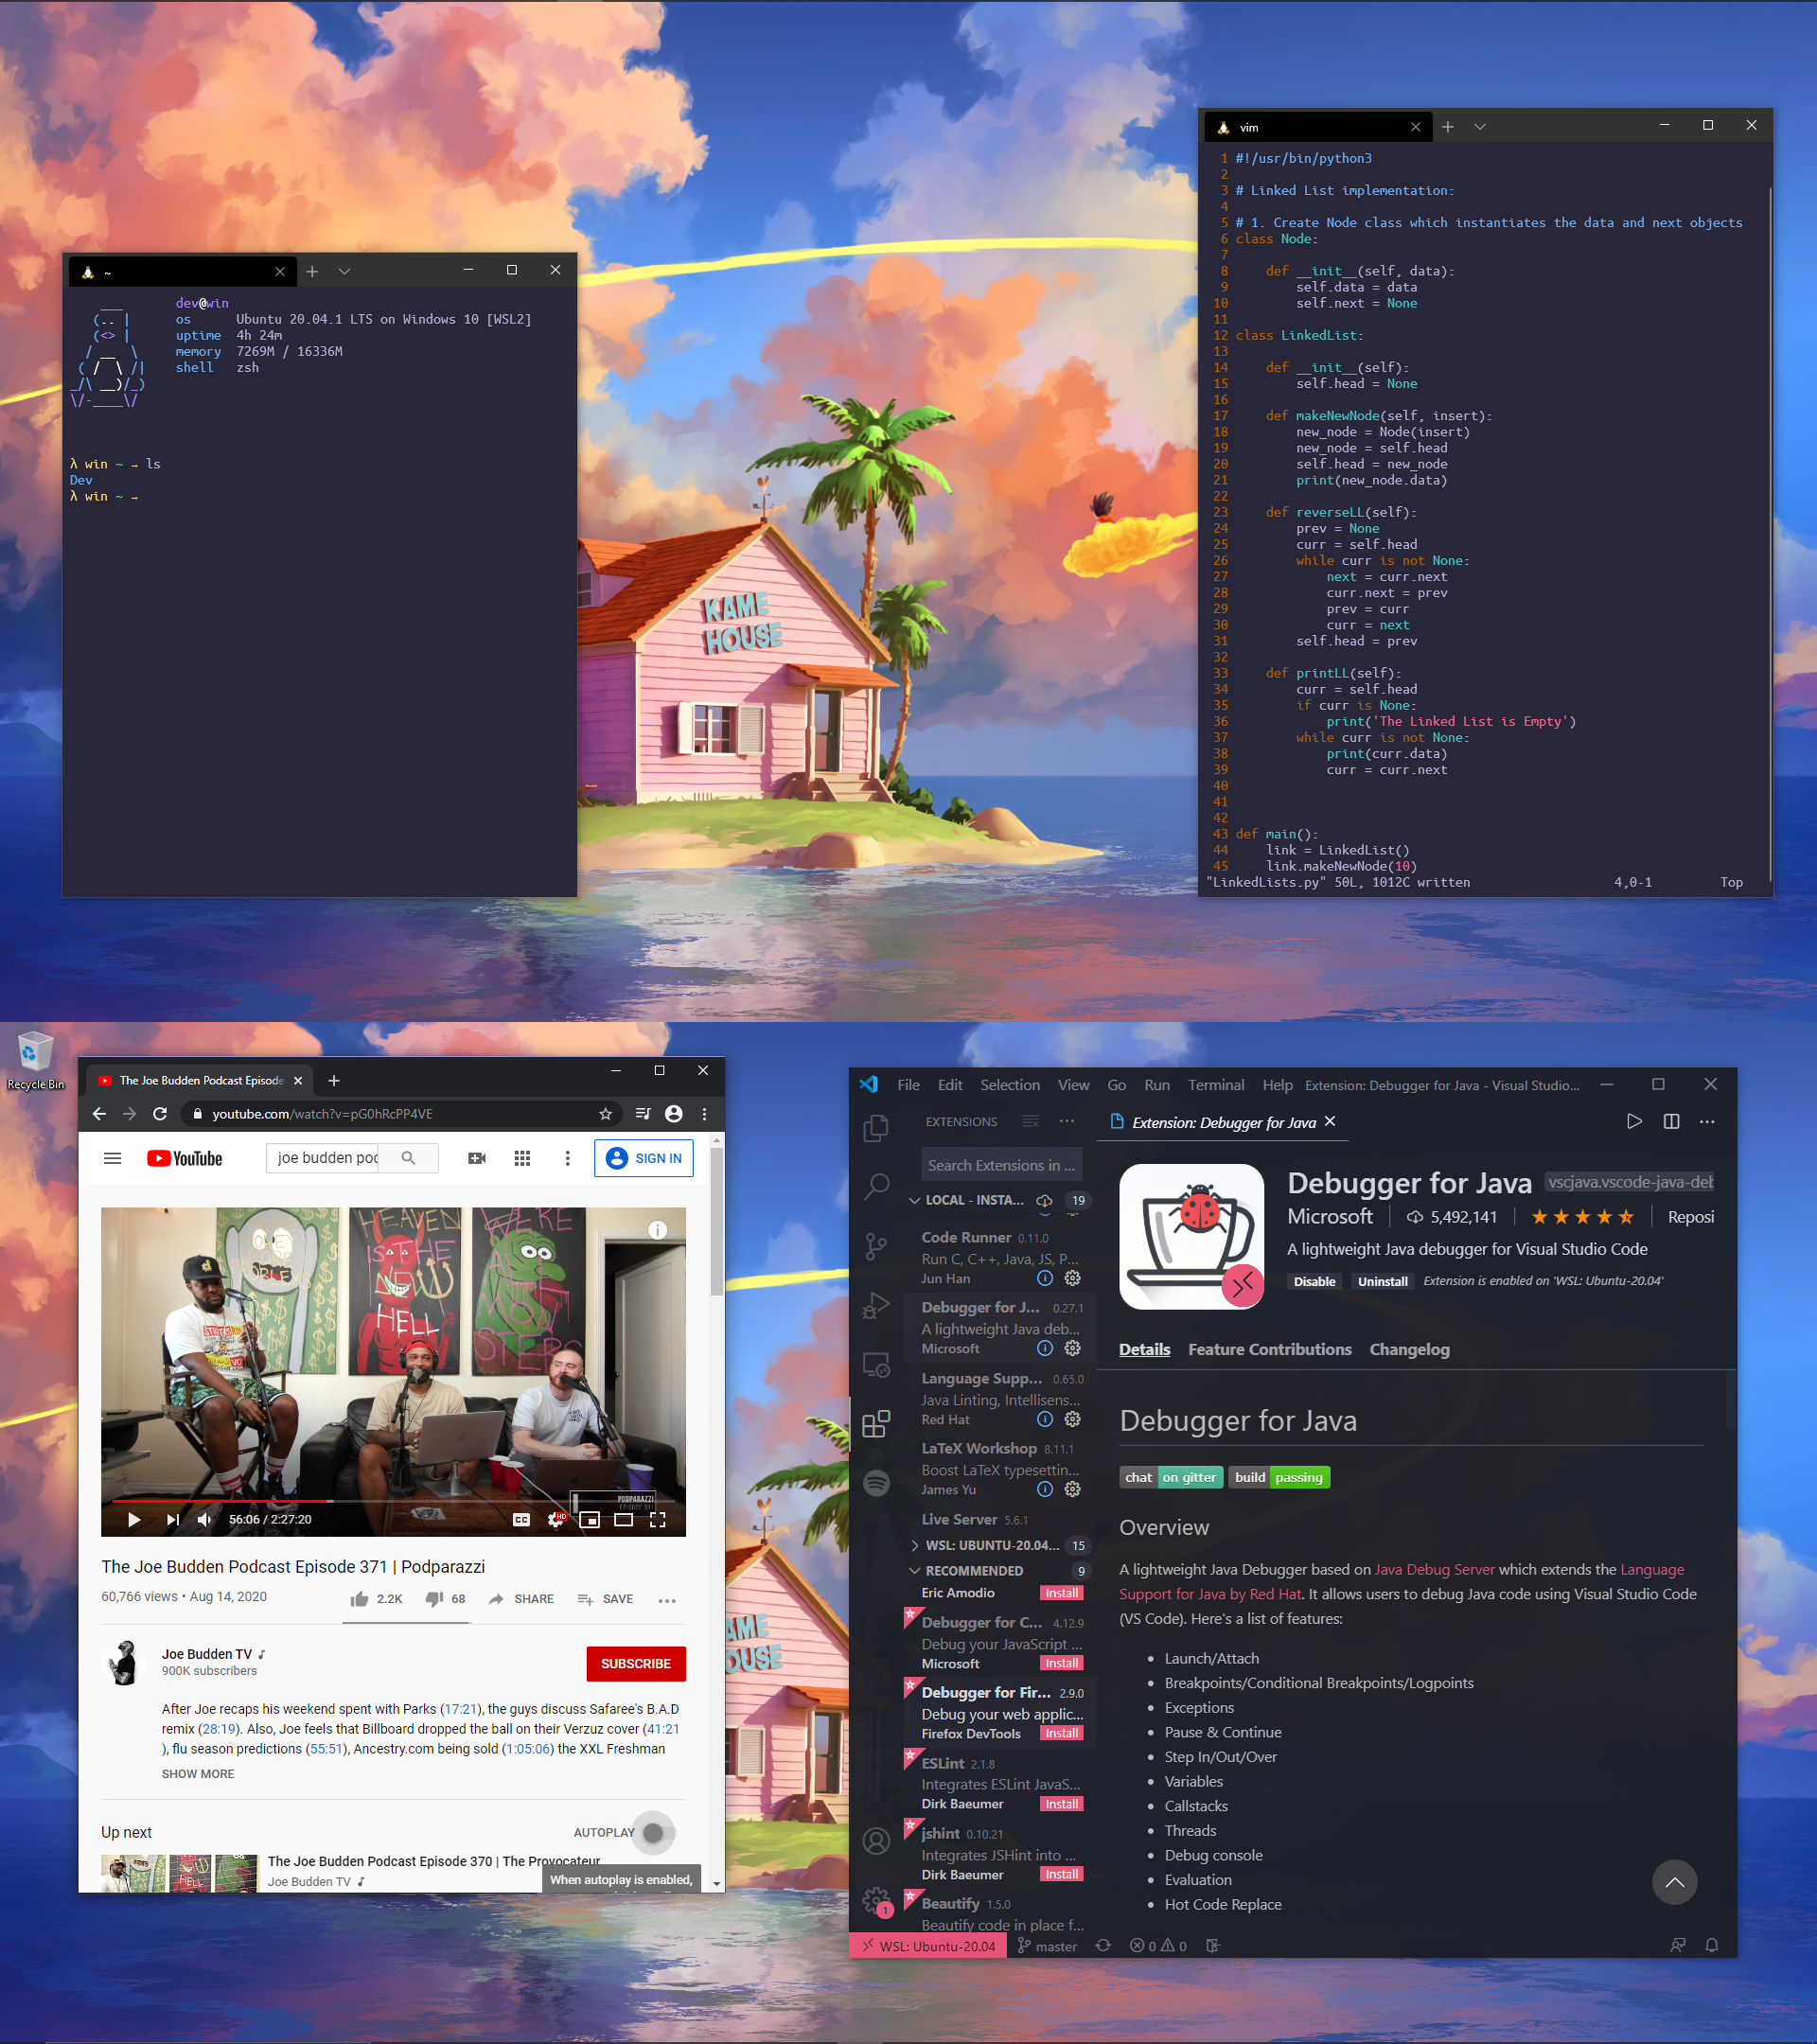 ~
dev@win
os Ubuntu 20.04.1 LTS on Windows 10 [WSL2]
uptime 4h 24m
memory 7269M / 16336M
shell zsh
λ win ~ → ls
Dev
λ win ~ →
KAME
HOUSE
vim
1 #!/usr/bin/python3
2
3 # Linked List implementation:
4
5 # 1. Create Node class which instantiates the data and next objects
6 class Node:
7
8 def __init__(self, data):
9 self.data = data
10 self.next = None
11
12 class LinkedList:
13
14 def __init__(self):
15 self.head = None
16
17 def makeNewNode(self, insert):
18 new_node = Node(insert)
19 new_node = self.head
20 self.head = new_node
21 print(new_node.data)
22
23 def reverseLL(self):
24 prev = None
25 curr = self.head
26 while curr is not None:
27 next = curr.next
28 curr.next = prev
29 prev = curr
30 curr = next
31 self.head = prev
32
33 def printLL(self):
34 curr = self.head
35 if curr is None:
36 print('The Linked List is Empty')
37 while curr is not None:
38 print(curr.data)
39 curr = curr.next
40
41
42
43 def main():
44 link = LinkedList()
45 link.makeNewNode(10)
"LinkedLists.py" 50L, 1012C written 4,0-1 Top
Recycle Bin
The Joe Budden Podcast Episode
youtube.com/watch?v=pG0hRcPP4VE
YouTube
joe budden pod
SIGN IN
HEAVEN
IS THE
NEW
HELL
WERE
ALL
MOST
STERS
PODPARAZZI
EPISODE 371
56:06 / 2:27:20
CC
HD
The Joe Budden Podcast Episode 371 | Podparazzi
60,766 views • Aug 14, 2020
2.2K 68 SHARE SAVE
Joe Budden TV
900K subscribers
SUBSCRIBE
After Joe recaps his weekend spent with Parks (17:21), the guys discuss Safaree's B.A.D
remix (28:19). Also, Joe feels that Billboard dropped the ball on their Verzuz cover (41:21
), flu season predictions (55:51), Ancestry.com being sold (1:05:06) the XXL Freshman
SHOW MORE
Up next
AUTOPLAY
The Joe Budden Podcast Episode 370 | The Provocateur
Joe Budden TV
When autoplay is enabled,
AME
OUSE
File Edit Selection View Go Run Terminal Help Extension: Debugger for Java - Visual Studio...
EXTENSIONS
Search Extensions in ...
LOCAL - INSTA... 19
Code Runner 0.11.0
Run C, C++, Java, JS, P...
Jun Han
Debugger for J... 0.27.1
A lightweight Java deb...
Microsoft
Language Supp... 0.65.0
Java Linting, Intellisens...
Red Hat
LaTeX Workshop 8.11.1
Boost LaTeX typesettin...
James Yu
Live Server 5.6.1
WSL: UBUNTU-20.04... 15
RECOMMENDED 9
Eric Amodio Install
Debugger for C... 4.12.9
Debug your JavaScript ...
Microsoft Install
Debugger for Fir... 2.9.0
Debug your web applic...
Firefox DevTools Install
ESLint 2.1.8
Integrates ESLint JavaS...
Dirk Baeumer Install
jshint 0.10.21
Integrates JSHint into ...
Dirk Baeumer Install
Beautify 1.5.0
Beautify code in place f...
1
Extension: Debugger for Java
Debugger for Java vscjava.vscode-java-deb
Microsoft 5,492,141 Reposi
A lightweight Java debugger for Visual Studio Code
Disable Uninstall Extension is enabled on 'WSL: Ubuntu-20.04'
Details Feature Contributions Changelog
Debugger for Java
chat on gitter build passing
Overview
A lightweight Java Debugger based on Java Debug Server which extends the Language
Support for Java by Red Hat. It allows users to debug Java code using Visual Studio Code
(VS Code). Here's a list of features:
• Launch/Attach
• Breakpoints/Conditional Breakpoints/Logpoints
• Exceptions
• Pause & Continue
• Step In/Out/Over
• Variables
• Callstacks
• Threads
• Debug console
• Evaluation
• Hot Code Replace
WSL: Ubuntu-20.04 master 0 0